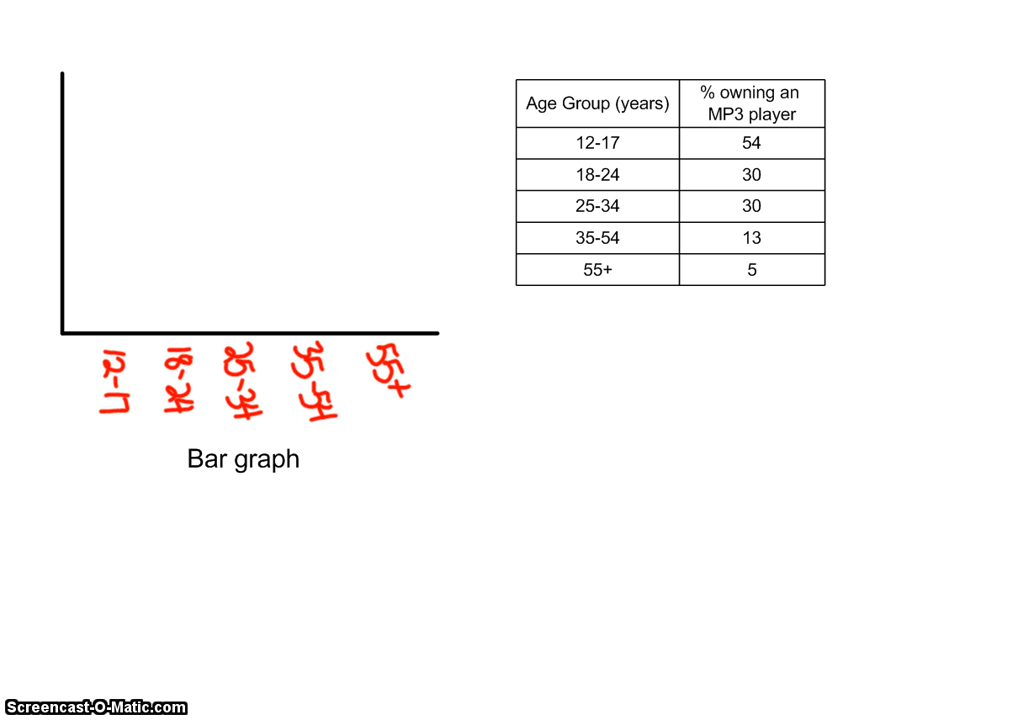 Age Group (years) % owning an MP3 player
12-17 54
18-24 30
25-34 30
35-54 13
55+ 5
12-17 18-24 25-34 35-54 55+
Bar graph
Screencast-O-Matic.com